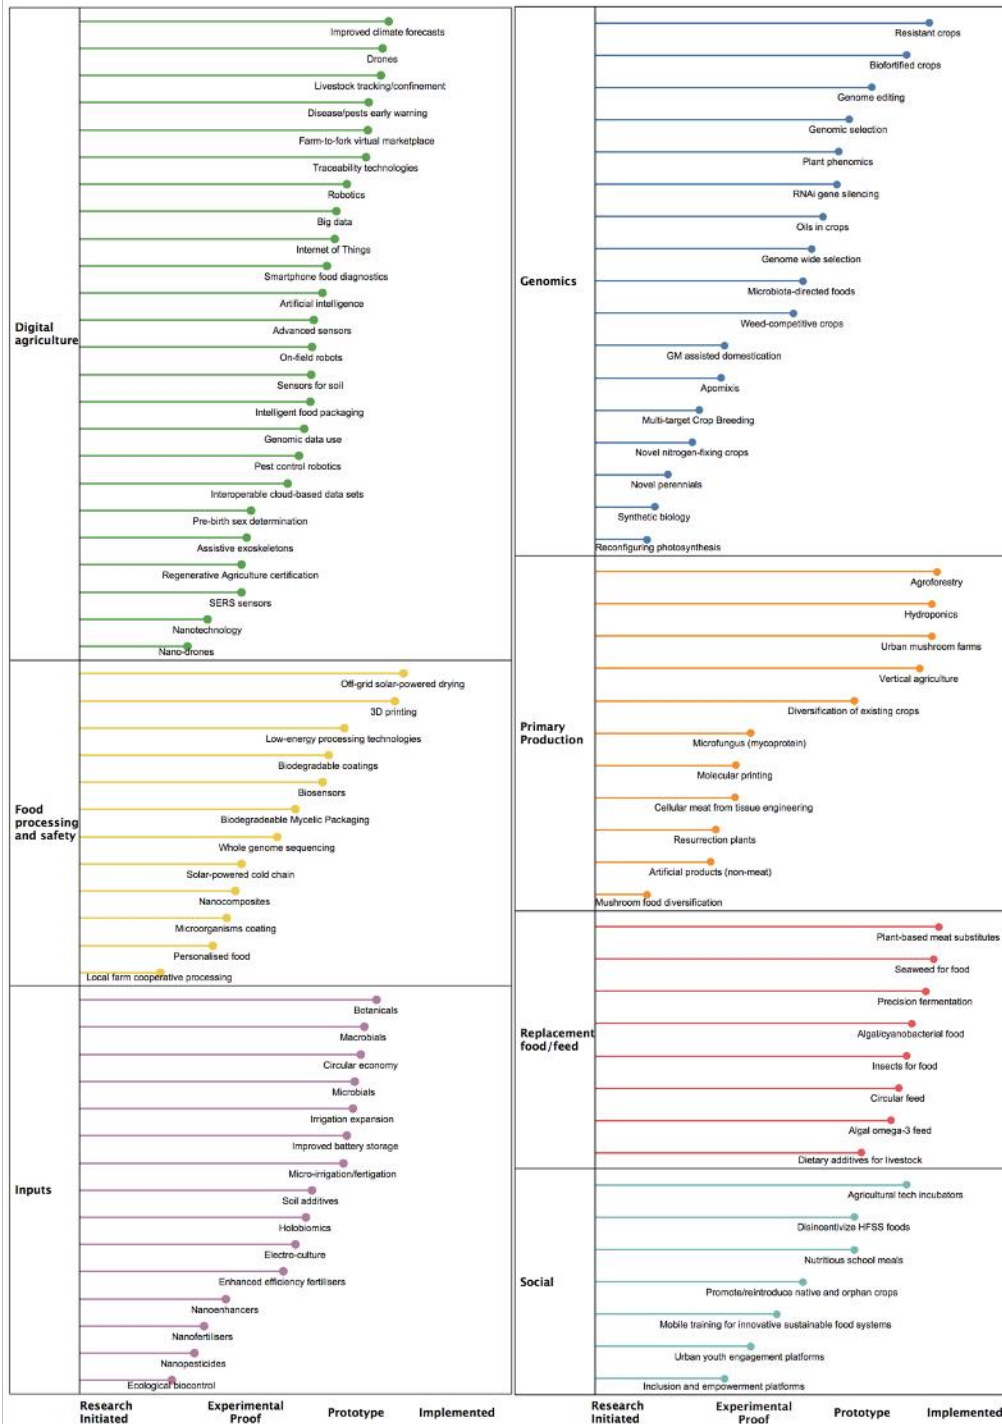 Improved climate forecasts
Drones
Livestock tracking/confinement
Disease/pests early warning
Farm-to-fork virtual marketplace
Traceability technologies
Robotics
Big data
Internet of Things
Smartphone food diagnostics
Artificial intelligence
Digital
agriculture
Advanced sensors
On-field robots
Sensors for soil
Intelligent food packaging
Genomic data use
Pest control robotics
Interoperable cloud-based data sets
Pre-birth sex determination
Assistive exoskeletons
Regenerative Agriculture certification
SERS sensors
Nanotechnology
Nano-drones
Off-grid solar-powered drying
3D printing
Low-energy processing technologies
Biodegradable coatings
Biosensors
Food
processing
and safety
Biodegradeable Mycelic Packaging
Whole genome sequencing
Solar-powered cold chain
Nanocomposites
Microorganisms coating
Personalised food
Local farm cooperative processing
Botanicals
Macrobials
Circular economy
Microbials
Irrigation expansion
Improved battery storage
Micro-irrigation/fertigation
Inputs
Soil additives
Holobiomics
Electro-culture
Enhanced efficiency fertilisers
Nanoenhancers
Nanofertilisers
Nanopesticides
Ecological biocontrol
Research
Initiated
Experimental
Proof
Prototype
Implemented
Resistant crops
Biofortified crops
Genome editing
Genomic selection
Plant phenomics
RNAi gene silencing
Oils in crops
Genome wide selection
Genomics
Microbiota-directed foods
Weed-competitive crops
GM assisted domestication
Apomixis
Multi-target Crop Breeding
Novel nitrogen-fixing crops
Novel perennials
Synthetic biology
Reconfiguring photosynthesis
Agroforestry
Hydroponics
Urban mushroom farms
Vertical agriculture
Diversification of existing crops
Primary
Production
Microfungus (mycoprotein)
Molecular printing
Cellular meat from tissue engineering
Resurrection plants
Artificial products (non-meat)
Mushroom food diversification
Plant-based meat substitutes
Seaweed for food
Precision fermentation
Replacement
food/feed
Algal/cyanobacterial food
Insects for food
Circular feed
Algal omega-3 feed
Dietary additives for livestock
Agricultural tech incubators
Disincentivize HFSS foods
Nutritious school meals
Social
Promote/reintroduce native and orphan crops
Mobile training for innovative sustainable food systems
Urban youth engagement platforms
Inclusion and empowerment platforms
Research
Initiated
Experimental
Proof
Prototype
Implemented